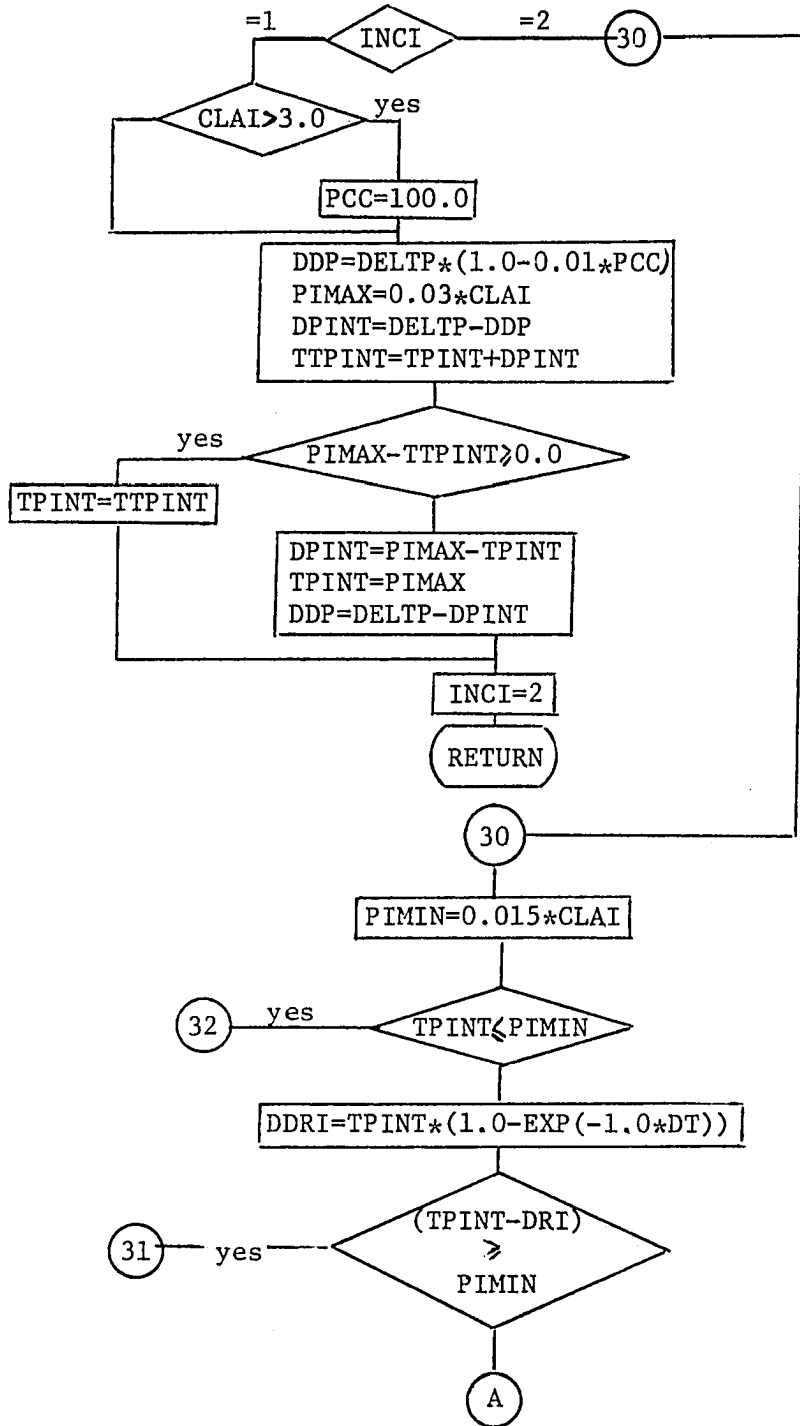 =1
INCI
=2
30
CLAI>3.0
yes
PCC=100.0
DDP=DELTP*(1.0-0.01*PCC)
PIMAX=0.03*CLAI
DPINT=DELTP-DDP
TTPINT=TPINT+DPINT
yes
PIMAX-TTPINT⩾0.0
TPINT=TTPINT
DPINT=PIMAX-TPINT
TPINT=PIMAX
DDP=DELTP-DPINT
INCI=2
RETURN
30
PIMIN=0.015*CLAI
32
yes
TPINT⩽PIMIN
DDRI=TPINT*(1.0-EXP(-1.0*DT))
(TPINT-DRI)
⩾
PIMIN
31
yes
A